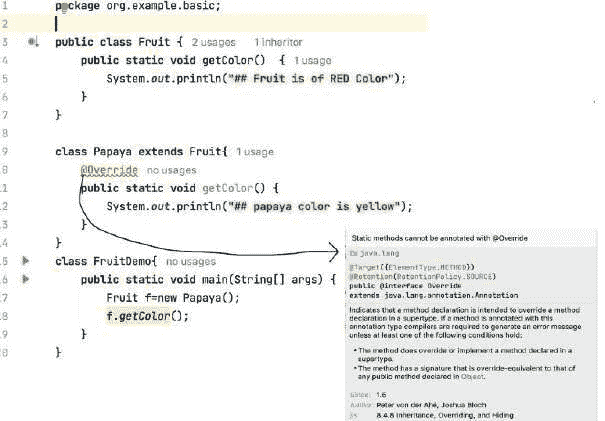 1 package org.example.basic;
2
3 public class Fruit { 2 usages 1 inheritor
4 public static void getColor() { 1 usage
5 System.out.println("## Fruit is of RED Color");
6 }
7 }
8
9 class Papaya extends Fruit{ 1 usage
10 @Override no usages
11 public static void getColor() {
12 System.out.println("## papaya color is yellow");
13 }
14 }
15 class FruitDemo{ no usages
16 public static void main(String[] args) {
17 Fruit f=new Papaya();
18 f.getColor();
19 }
20 }
Static methods cannot be annotated with @Override
java.lang
@Target({ElementType.METHOD})
@Retention(RetentionPolicy.SOURCE)
public @interface Override
extends java.lang.annotation.Annotation
Indicates that a method declaration is intended to override a method
declaration in a supertype. If a method is annotated with this
annotation type compilers are required to generate an error message
unless at least one of the following conditions hold:
• The method does override or implement a method declared in a
supertype.
• The method has a signature that is override-equivalent to that of
any public method declared in Object.
Since: 1.6
Author: Peter von der Ahé, Joshua Bloch
8.4.8 Inheritance, Overriding, and Hiding